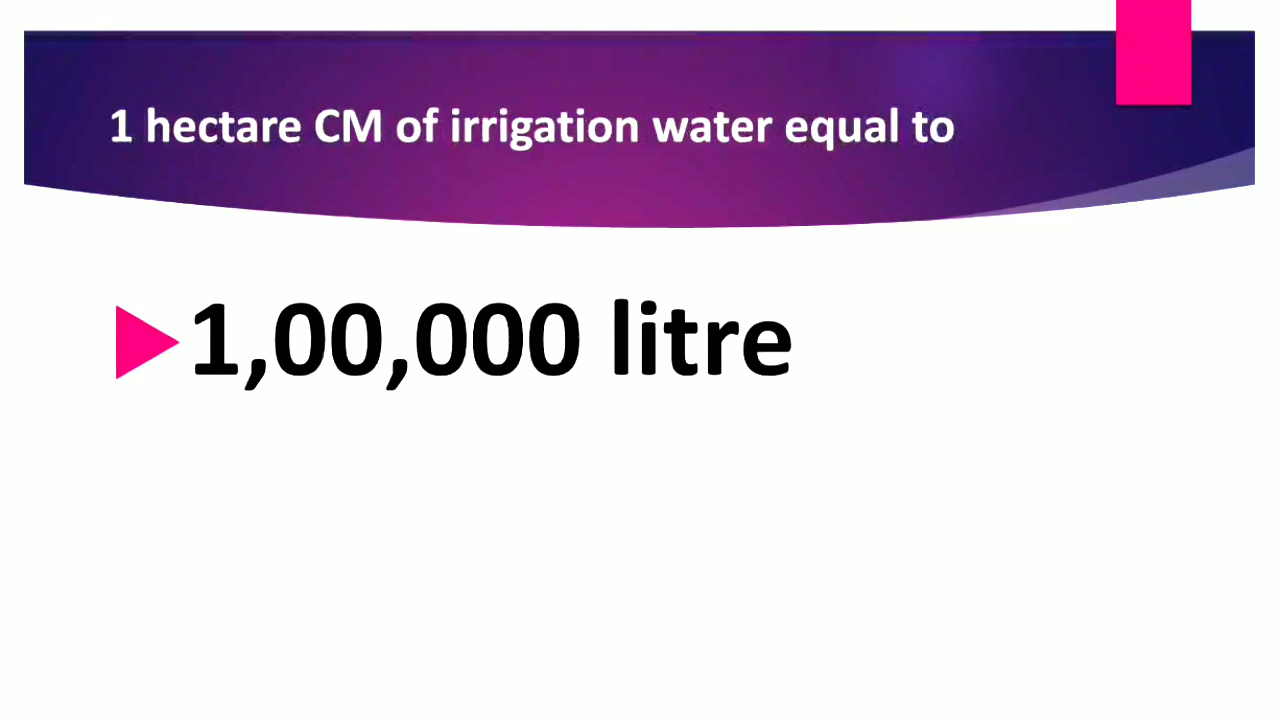 1 hectare CM of irrigation water equal to
1,00,000 litre